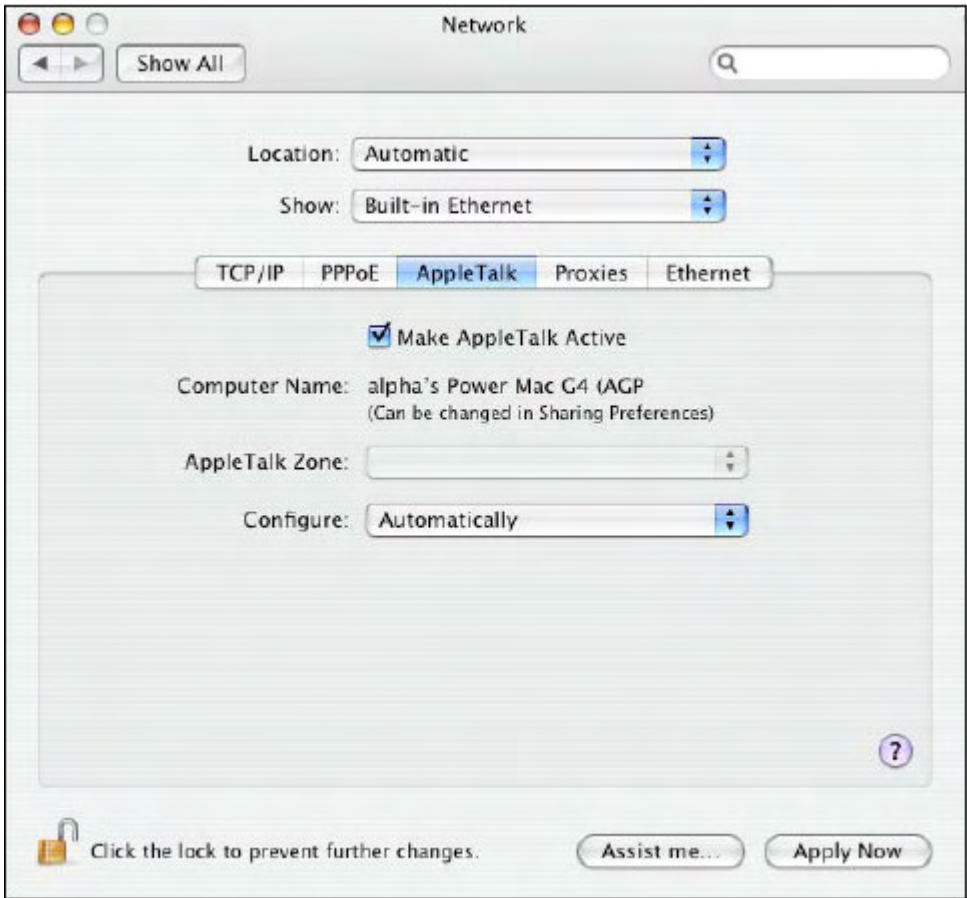 Network
Show All
Location: Automatic
Show: Built-in Ethernet
TCP/IP PPPoE AppleTalk Proxies Ethernet
Make AppleTalk Active
Computer Name: alpha's Power Mac G4 (AGP
(Can be changed in Sharing Preferences)
AppleTalk Zone:
Configure: Automatically
?
Click the lock to prevent further changes. Assist me... Apply Now